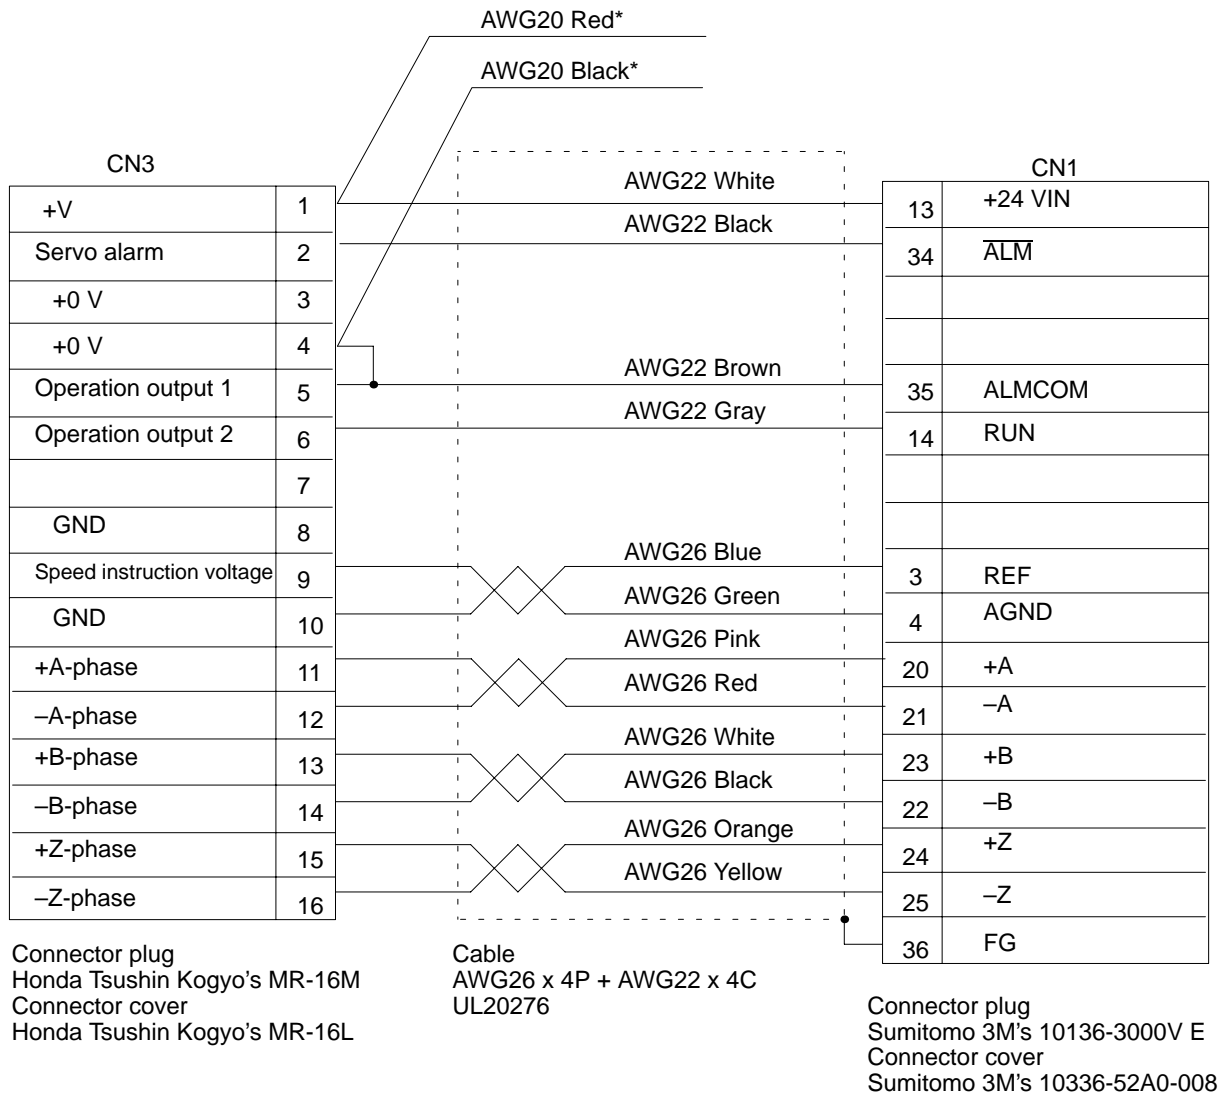 AWG20 Red*
AWG20 Black*
CN3
CN1
+V 1 AWG22 White 13 +24 VIN
Servo alarm 2 AWG22 Black 34 ALM
+0 V 3
+0 V 4
Operation output 1 5 AWG22 Brown 35 ALMCOM
Operation output 2 6 AWG22 Gray 14 RUN
7
GND 8
Speed instruction voltage 9 AWG26 Blue 3 REF
GND 10 AWG26 Green 4 AGND
+A-phase 11 AWG26 Pink 20 +A
–A-phase 12 AWG26 Red 21 –A
+B-phase 13 AWG26 White 23 +B
–B-phase 14 AWG26 Black 22 –B
+Z-phase 15 AWG26 Orange 24 +Z
–Z-phase 16 AWG26 Yellow 25 –Z
36 FG
Connector plug
Honda Tsushin Kogyo's MR-16M
Connector cover
Honda Tsushin Kogyo's MR-16L
Cable
AWG26 x 4P + AWG22 x 4C
UL20276
Connector plug
Sumitomo 3M's 10136-3000V E
Connector cover
Sumitomo 3M's 10336-52A0-008